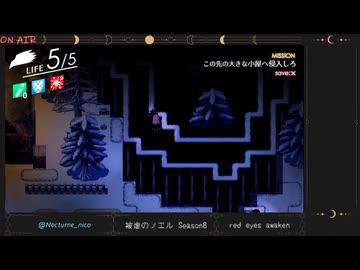 ON AIR
LIFE 5/5
MISSION
この先の大きな小屋へ侵入しろ
save:X
0
@Nocturne_nico
被虐のノエル Season8
red eyes awaken